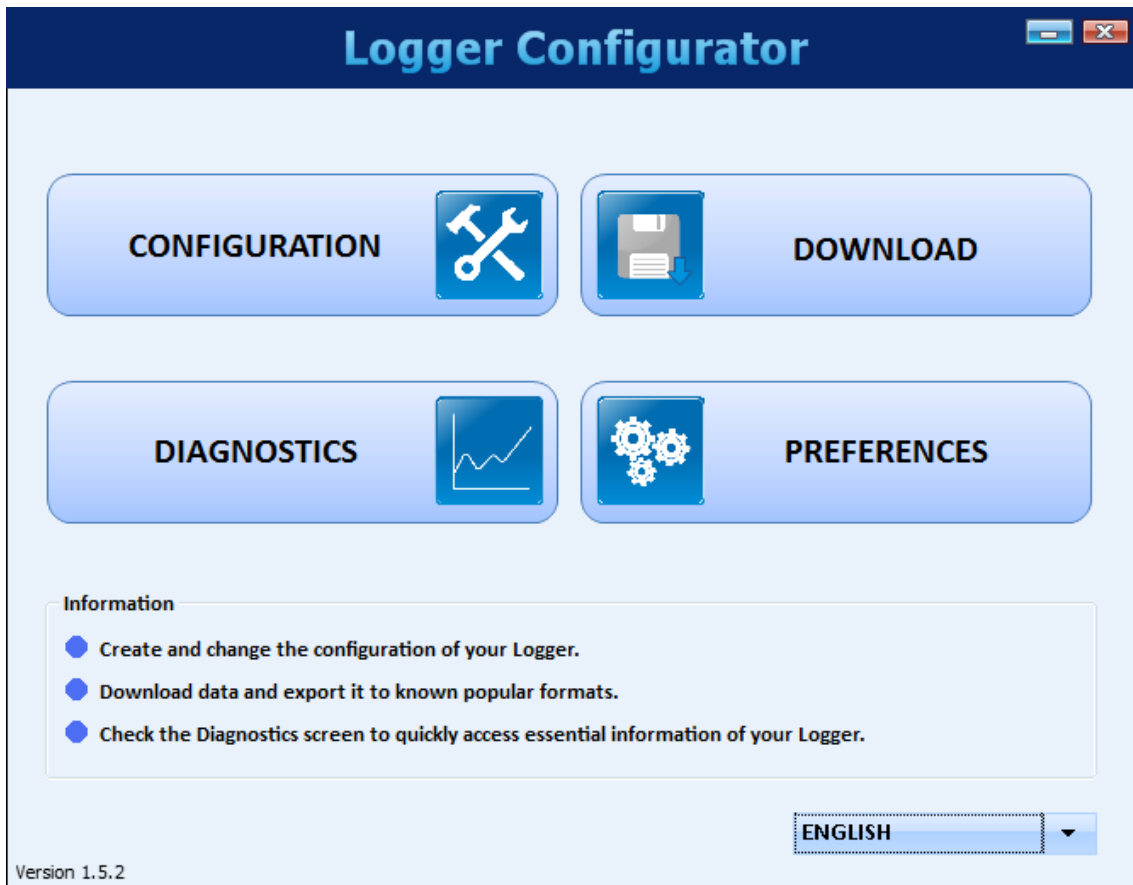 Logger Configurator
CONFIGURATION
DOWNLOAD
DIAGNOSTICS
PREFERENCES
Information
Create and change the configuration of your Logger.
Download data and export it to known popular formats.
Check the Diagnostics screen to quickly access essential information of your Logger.
ENGLISH
Version 1.5.2